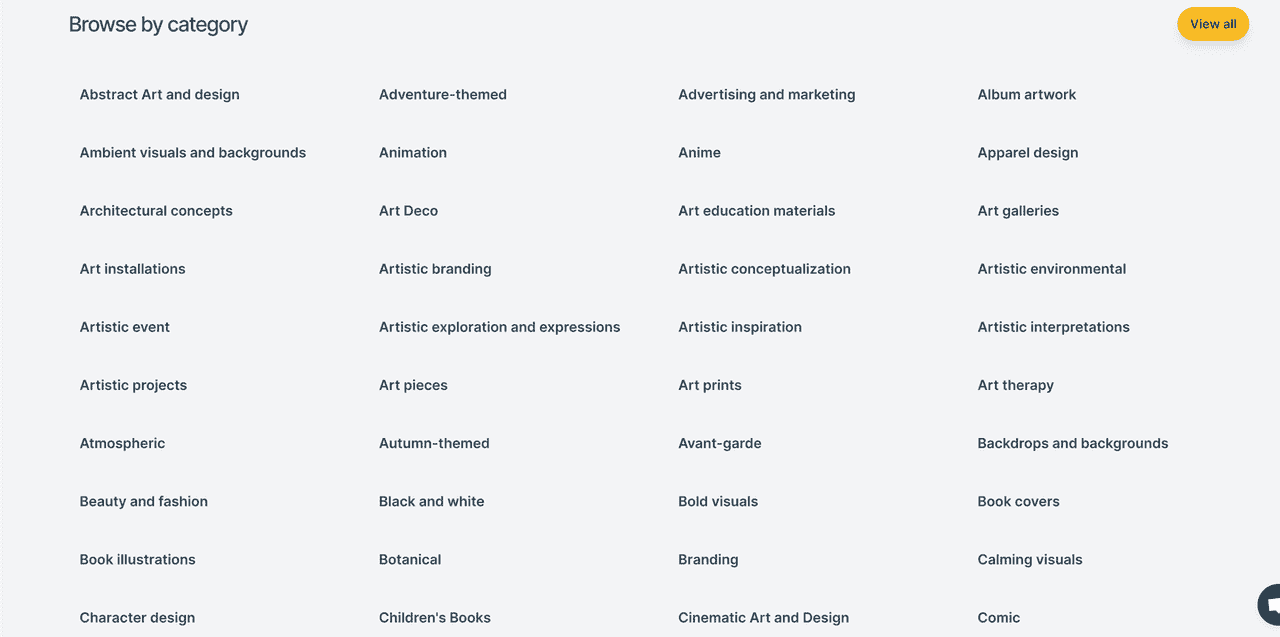 Browse by category
View all
Abstract Art and design
Adventure-themed
Advertising and marketing
Album artwork
Ambient visuals and backgrounds
Animation
Anime
Apparel design
Architectural concepts
Art Deco
Art education materials
Art galleries
Art installations
Artistic branding
Artistic conceptualization
Artistic environmental
Artistic event
Artistic exploration and expressions
Artistic inspiration
Artistic interpretations
Artistic projects
Art pieces
Art prints
Art therapy
Atmospheric
Autumn-themed
Avant-garde
Backdrops and backgrounds
Beauty and fashion
Black and white
Bold visuals
Book covers
Book illustrations
Botanical
Branding
Calming visuals
Character design
Children's Books
Cinematic Art and Design
Comic